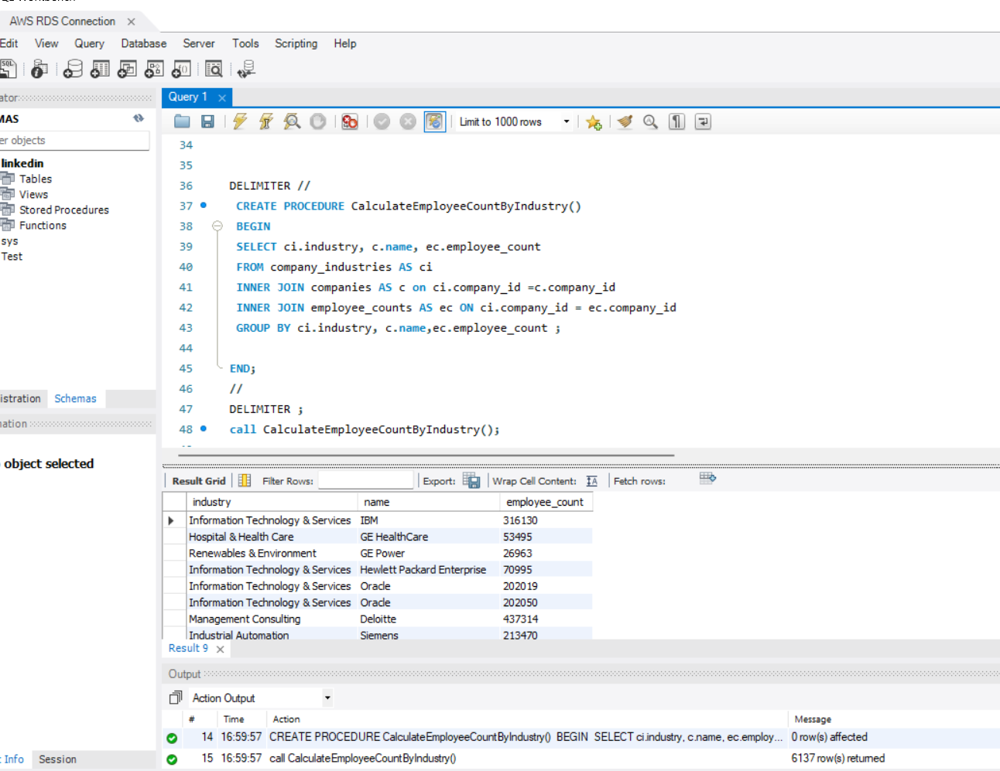 AWS RDS Connection
Edit View Query Database Server Tools Scripting Help
Query 1
Limit to 1000 rows
er objects
linkedin
Tables
Views
Stored Procedures
Functions
sys
Test
34
35
36 DELIMITER //
37 CREATE PROCEDURE CalculateEmployeeCountByIndustry()
38 BEGIN
39 SELECT ci.industry, c.name, ec.employee_count
40 FROM company_industries AS ci
41 INNER JOIN companies AS c on ci.company_id =c.company_id
42 INNER JOIN employee_counts AS ec ON ci.company_id = ec.company_id
43 GROUP BY ci.industry, c.name,ec.employee_count ;
44
45 END;
46 //
47 DELIMITER ;
48 call CalculateEmployeeCountByIndustry();
istration Schemas
object selected
Result Grid Filter Rows: Export: Wrap Cell Content: Fetch rows:
industry name employee_count
Information Technology & Services IBM 316130
Hospital & Health Care GE HealthCare 53495
Renewables & Environment GE Power 26963
Information Technology & Services Hewlett Packard Enterprise 70995
Information Technology & Services Oracle 202019
Information Technology & Services Oracle 202050
Management Consulting Deloitte 437314
Industrial Automation Siemens 213470
Result 9
Output
Action Output
# Time Action Message
14 16:59:57 CREATE PROCEDURE CalculateEmployeeCountByIndustry() BEGIN SELECT ci.industry, c.name, ec.employ... 0 row(s) affected
15 16:59:57 call CalculateEmployeeCountByIndustry() 6137 row(s) returned
Info Session